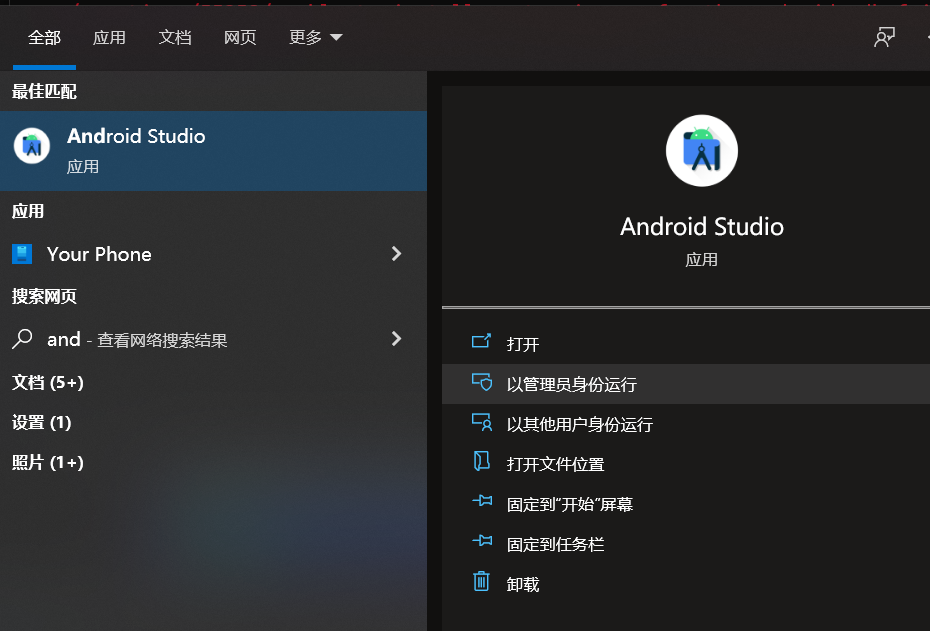 全部 应用 文档 网页 更多
最佳匹配
Android Studio
应用
应用
Your Phone
搜索网页
and - 查看网络搜索结果
文档 (5+)
设置 (1)
照片 (1+)
Android Studio
应用
打开
以管理员身份运行
以其他用户身份运行
打开文件位置
固定到“开始”屏幕
固定到任务栏
卸载